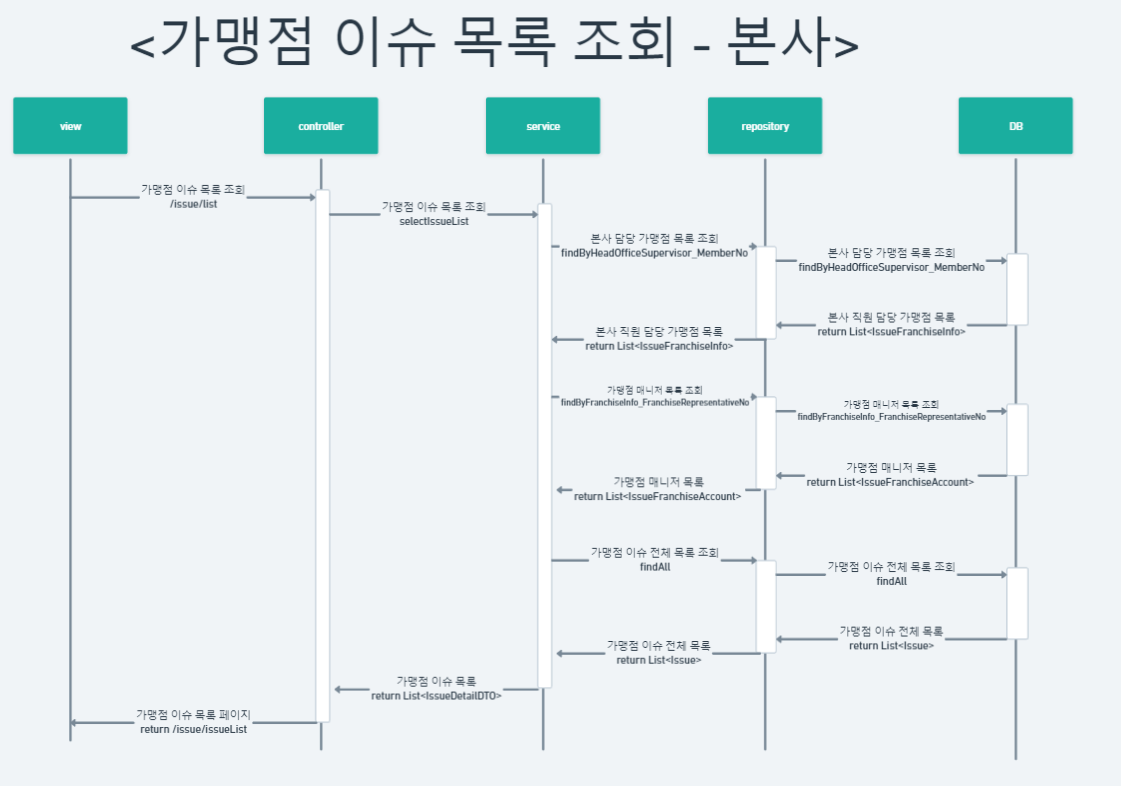 <가맹점 이슈 목록 조회 - 본사>
view
controller
service
repository
DB
가맹점 이슈 목록 조회
/issue/list
가맹점 이슈 목록 조회
selectIssueList
본사 담당 가맹점 목록 조회
findByHeadOfficeSupervisor_MemberNo
본사 담당 가맹점 목록 조회
findByHeadOfficeSupervisor_MemberNo
본사 직원 담당 가맹점 목록
return List<IssueFranchiseInfo>
본사 직원 담당 가맹점 목록
return List<IssueFranchiseInfo>
가맹점 매니저 목록 조회
findByFranchiseInfo_FranchiseRepresentativeNo
가맹점 매니저 목록 조회
findByFranchiseInfo_FranchiseRepresentativeNo
가맹점 매니저 목록
return List<IssueFranchiseAccount>
가맹점 매니저 목록
return List<IssueFranchiseAccount>
가맹점 이슈 전체 목록 조회
findAll
가맹점 이슈 전체 목록 조회
findAll
가맹점 이슈 전체 목록
return List<Issue>
가맹점 이슈 전체 목록
return List<Issue>
가맹점 이슈 목록
return List<IssueDetailDTO>
가맹점 이슈 목록 페이지
return /issue/issueList